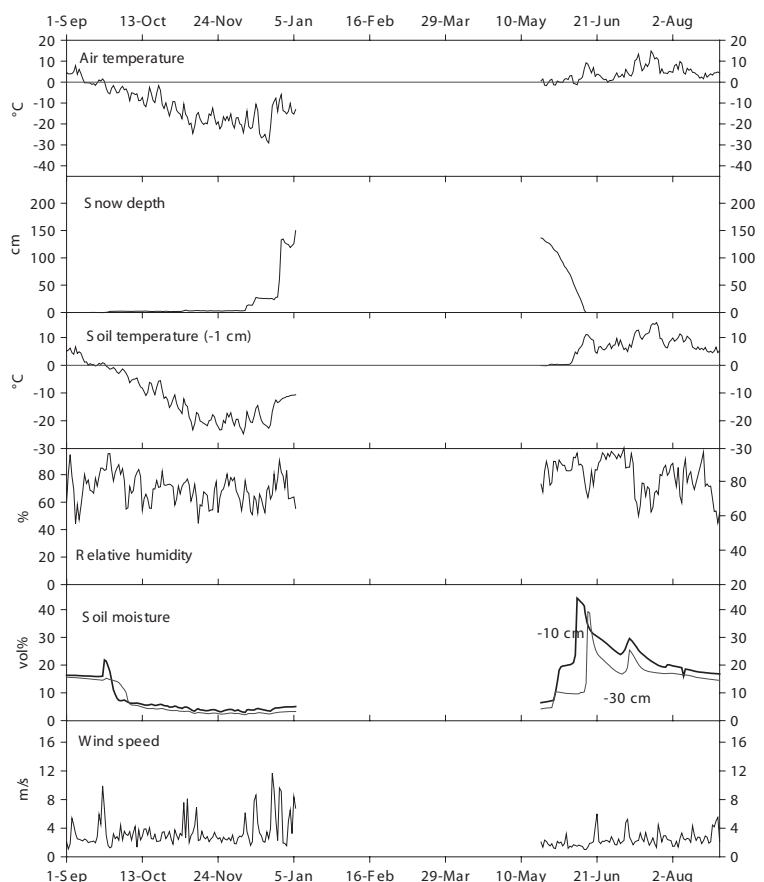 1-Sep 13-Oct 24-Nov 5-Jan 16-Feb 29-Mar 10-May 21-Jun 2-Aug
20 20
Air temperature
10 10
0 0
°C
-10 -10
-20 -20
-30 -30
-40 -40
Snow depth
200 200
150 150
cm
100 100
50 50
0 0
Soil temperature (-1 cm)
10 10
0 0
°C
-10 -10
-20 -20
-30 -30
80 80
60 60
%
40 40
Relative humidity
20
0 20
Soil moisture
40 40
vol%
-10 cm
30 30
20 20
-30 cm
10 10
0 0
Wind speed
16 16
12 12
m/s
8 8
4 4
0 0
1-Sep 13-Oct 24-Nov 5-Jan 16-Feb 29-Mar 10-May 21-Jun 2-Aug